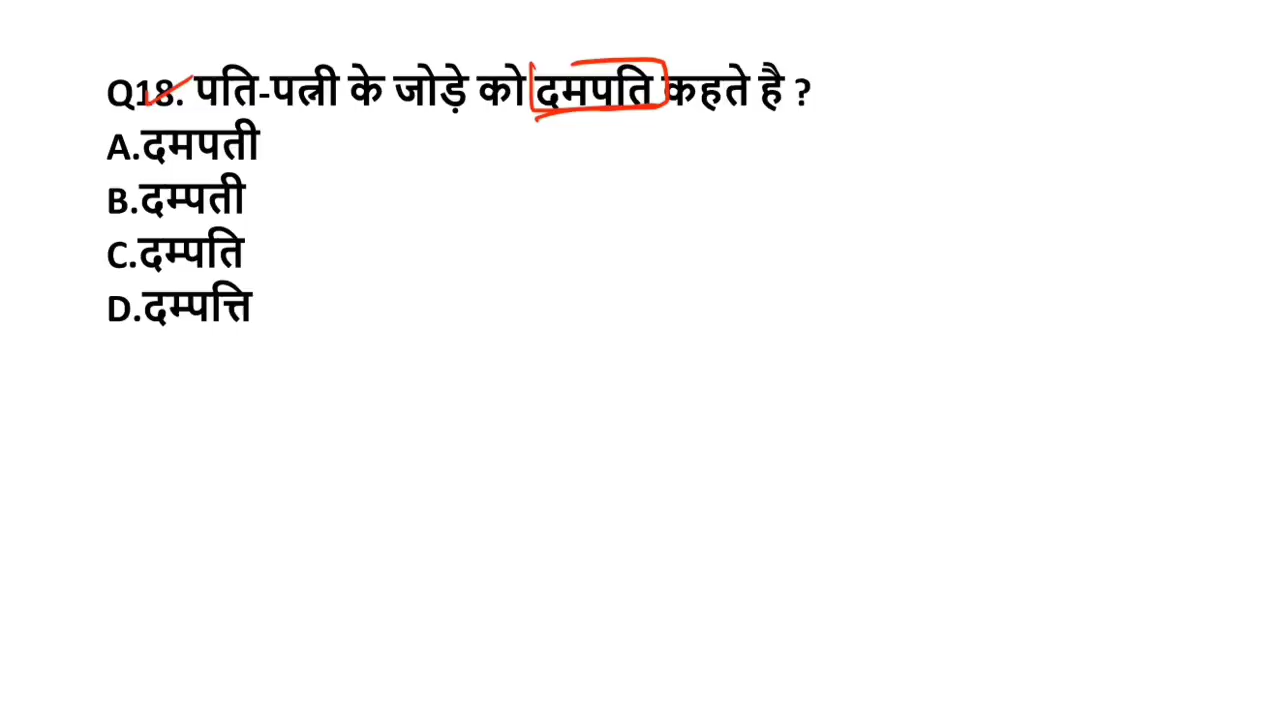 Q18. पति-पत्नी के जोड़े को दमपति कहते है ?
A.दमपती
B.दम्पती
C.दम्पति
D.दम्पत्ति